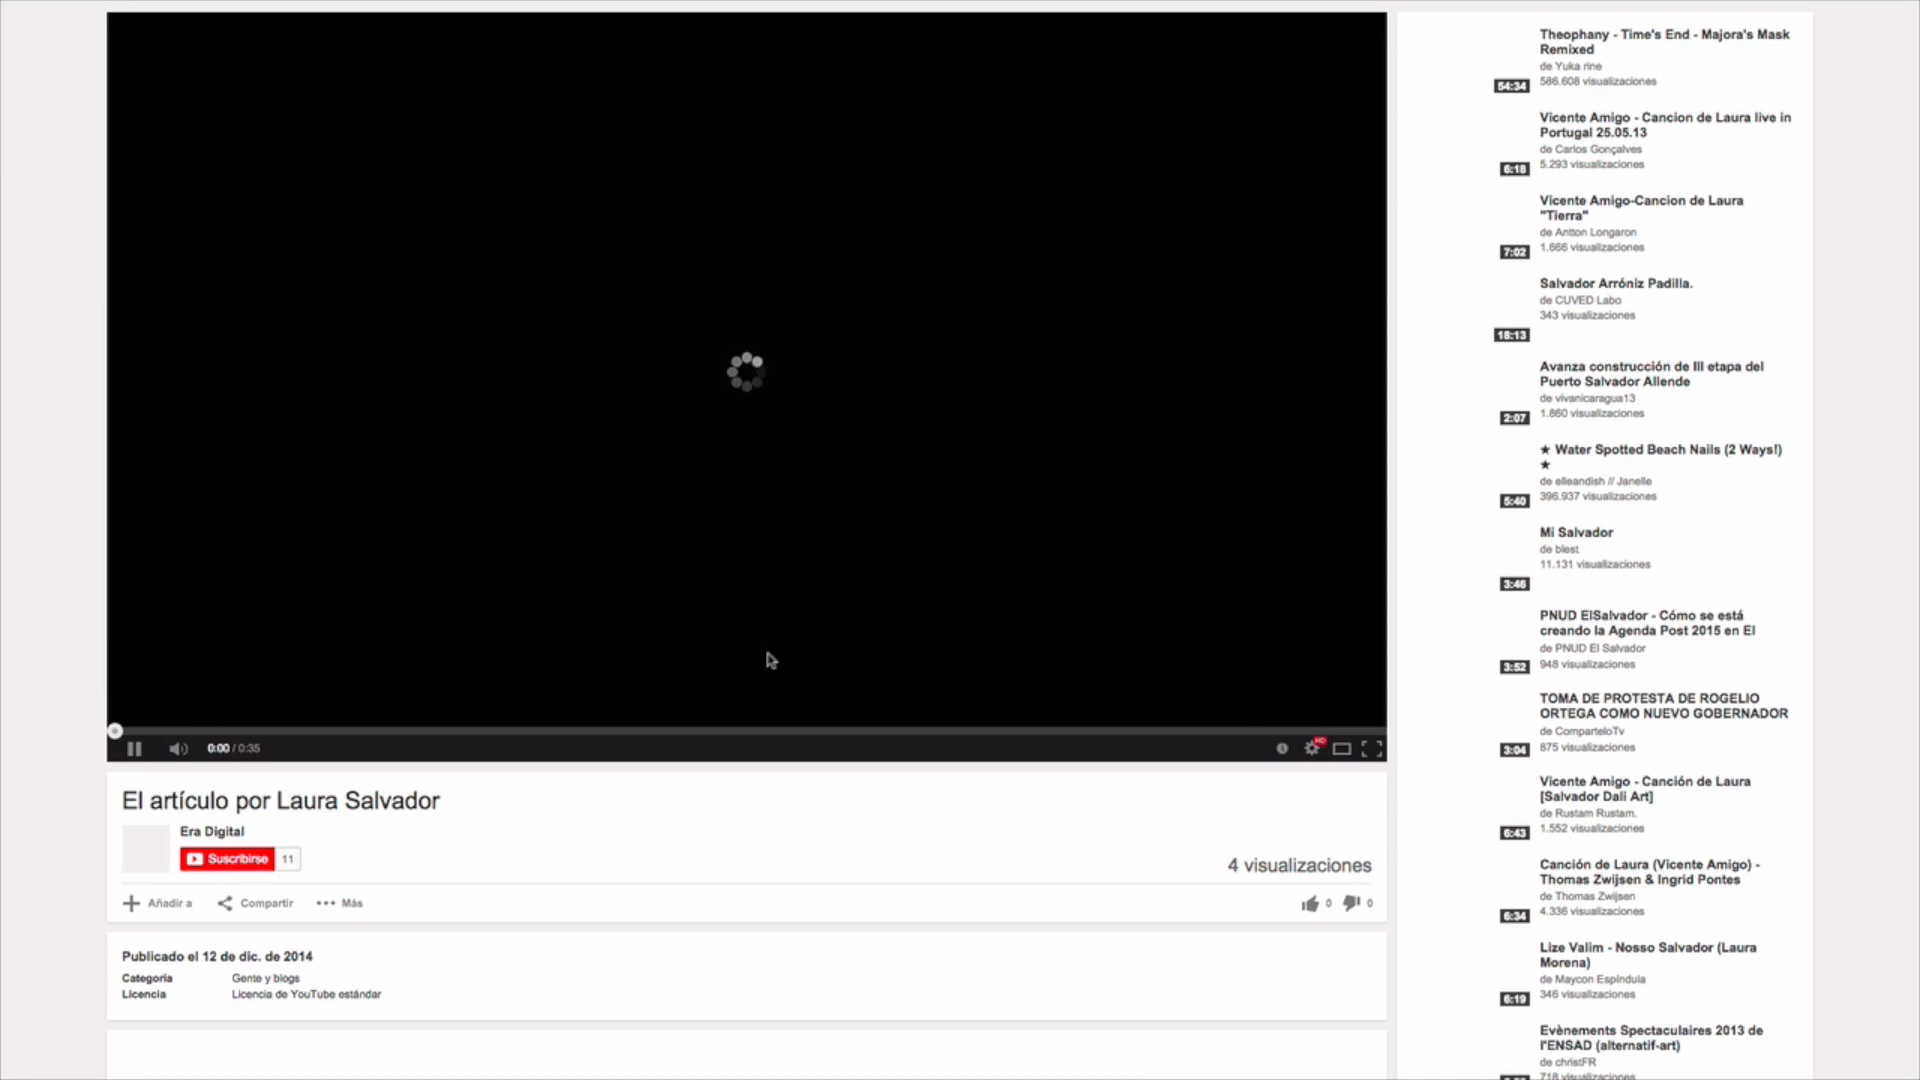 HD
0:00 / 0:35
El artículo por Laura Salvador
Era Digital
Suscribirse 11
4 visualizaciones
Añadir a Compartir Más
0 0
Publicado el 12 de dic. de 2014
Categoría Gente y blogs
Licencia Licencia de YouTube estándar
Theophany - Time's End - Majora's Mask
Remixed
de Yuka rine
586.608 visualizaciones
54:34
Vicente Amigo - Cancion de Laura live in
Portugal 25.05.13
de Carlos Gonçalves
5.293 visualizaciones
6:18
Vicente Amigo-Cancion de Laura
"Tierra"
de Antton Longaron
1.666 visualizaciones
7:02
Salvador Arróniz Padilla.
de CUVED Labo
343 visualizaciones
18:13
Avanza construcción de III etapa del
Puerto Salvador Allende
de vivanicaragua13
1.860 visualizaciones
2:07
★ Water Spotted Beach Nails (2 Ways!)
★
de elleandish // Janelle
396.937 visualizaciones
5:40
Mi Salvador
de blest
11.131 visualizaciones
3:46
PNUD ElSalvador - Cómo se está
creando la Agenda Post 2015 en El
de PNUD El Salvador
948 visualizaciones
3:52
TOMA DE PROTESTA DE ROGELIO
ORTEGA COMO NUEVO GOBERNADOR
de ComparteloTv
875 visualizaciones
3:04
Vicente Amigo - Canción de Laura
[Salvador Dali Art]
de Rustam Rustam.
1.552 visualizaciones
6:43
Canción de Laura (Vicente Amigo) -
Thomas Zwijsen & Ingrid Pontes
de Thomas Zwijsen
4.336 visualizaciones
6:34
Lize Valim - Nosso Salvador (Laura
Morena)
de Maycon Espíndula
346 visualizaciones
6:19
Evènements Spectaculaires 2013 de
l'ENSAD (alternatif-art)
de christFR
718 visualizaciones